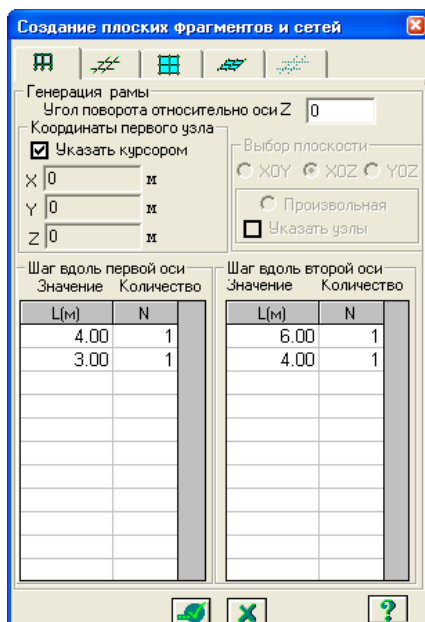 Создание плоских фрагментов и сетей
Генерация рамы
Угол поворота относительно оси Z 0
Координаты первого узла
Указать курсором
X 0 м
Y 0 м
Z 0 м
Выбор плоскости
XOY XOZ YOZ
Произвольная
Указать узлы
Шаг вдоль первой оси
Значение Количество
L(м) N
4.00 1
3.00 1
Шаг вдоль второй оси
Значение Количество
L(м) N
6.00 1
4.00 1
?